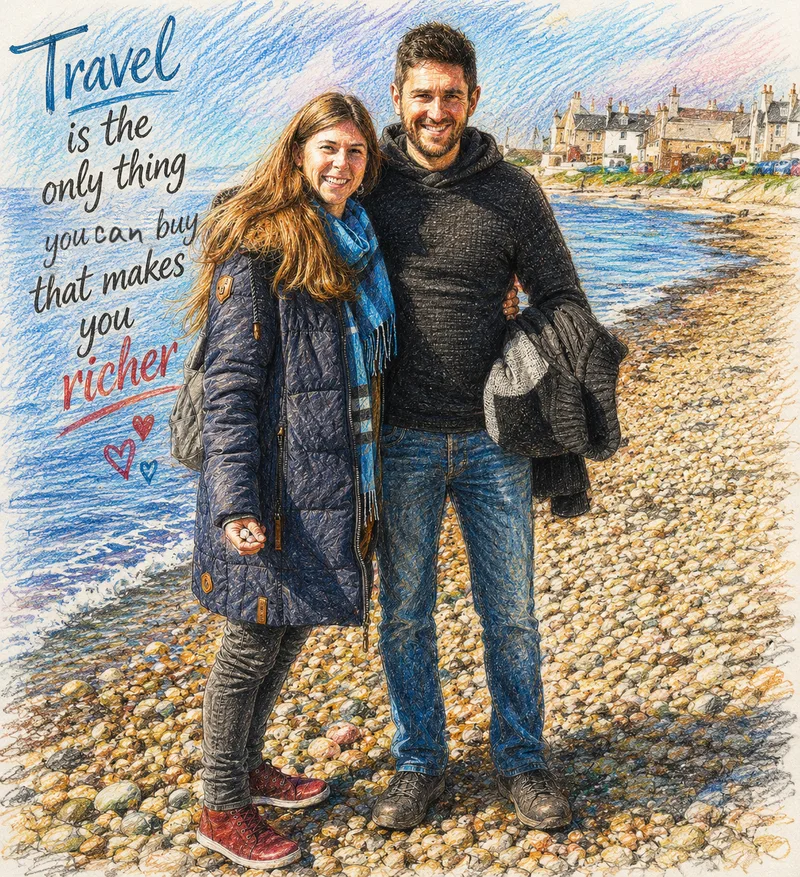 Travel
is the
only thing
you can buy
that makes
you
richer